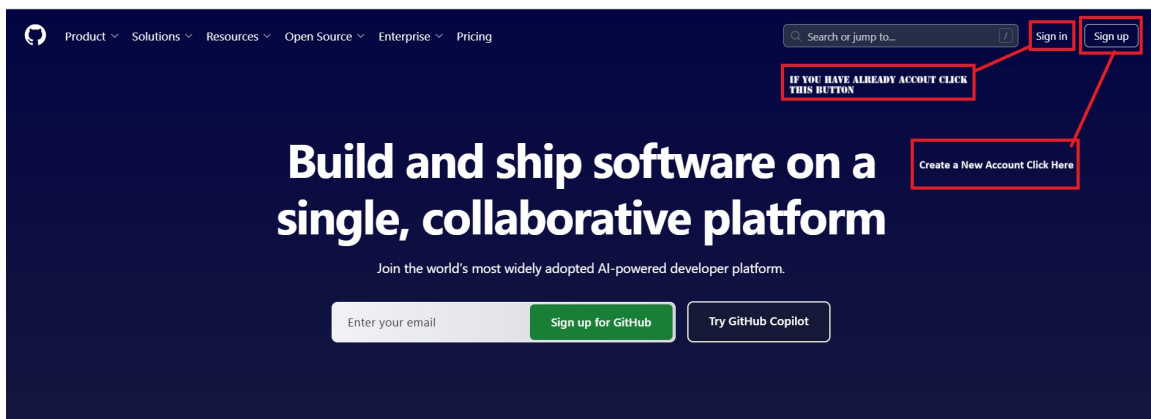 Product Solutions Resources Open Source Enterprise Pricing Search or jump to... / Sign in Sign up
IF YOU HAVE ALREADY ACCOUT CLICK
THIS BUTTON
Build and ship software on a
single, collaborative platform
Create a New Account Click Here
Join the world's most widely adopted AI-powered developer platform.
Enter your email Sign up for GitHub Try GitHub Copilot